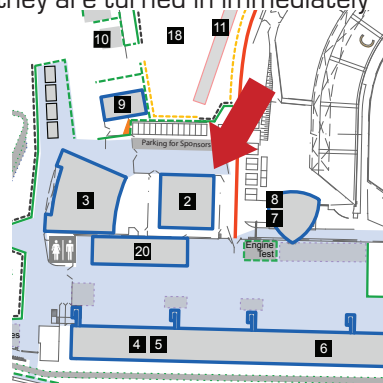 they are turned in immediately
10
18
11
9
Parking for Sponsors
3
2
8
7
20
Engine
Test
4 5
6